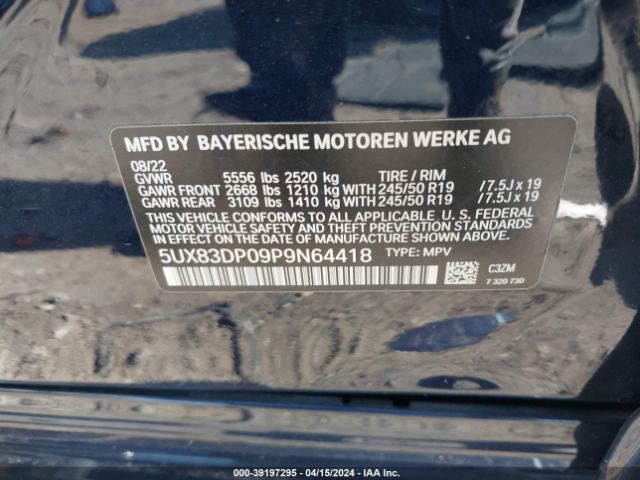 MFD BY BAYERISCHE MOTOREN WERKE AG
08/22
GVWR 5556 lbs 2520 kg TIRE / RIM
GAWR FRONT 2668 lbs 1210 kg WITH 245/50 R19 / 7.5J x 19
GAWR REAR 3109 lbs 1410 kg WITH 245/50 R19 / 7.5J x 19
THIS VEHICLE CONFORMS TO ALL APPLICABLE U. S. FEDERAL
MOTOR VEHICLE SAFETY AND THEFT PREVENTION STANDARDS
IN EFFECT ON THE DATE OF MANUFACTURE SHOWN ABOVE.
5UX83DP09P9N64418 TYPE: MPV C3ZM
7 320 730
000-39197295 - 04/15/2024 - IAA Inc.